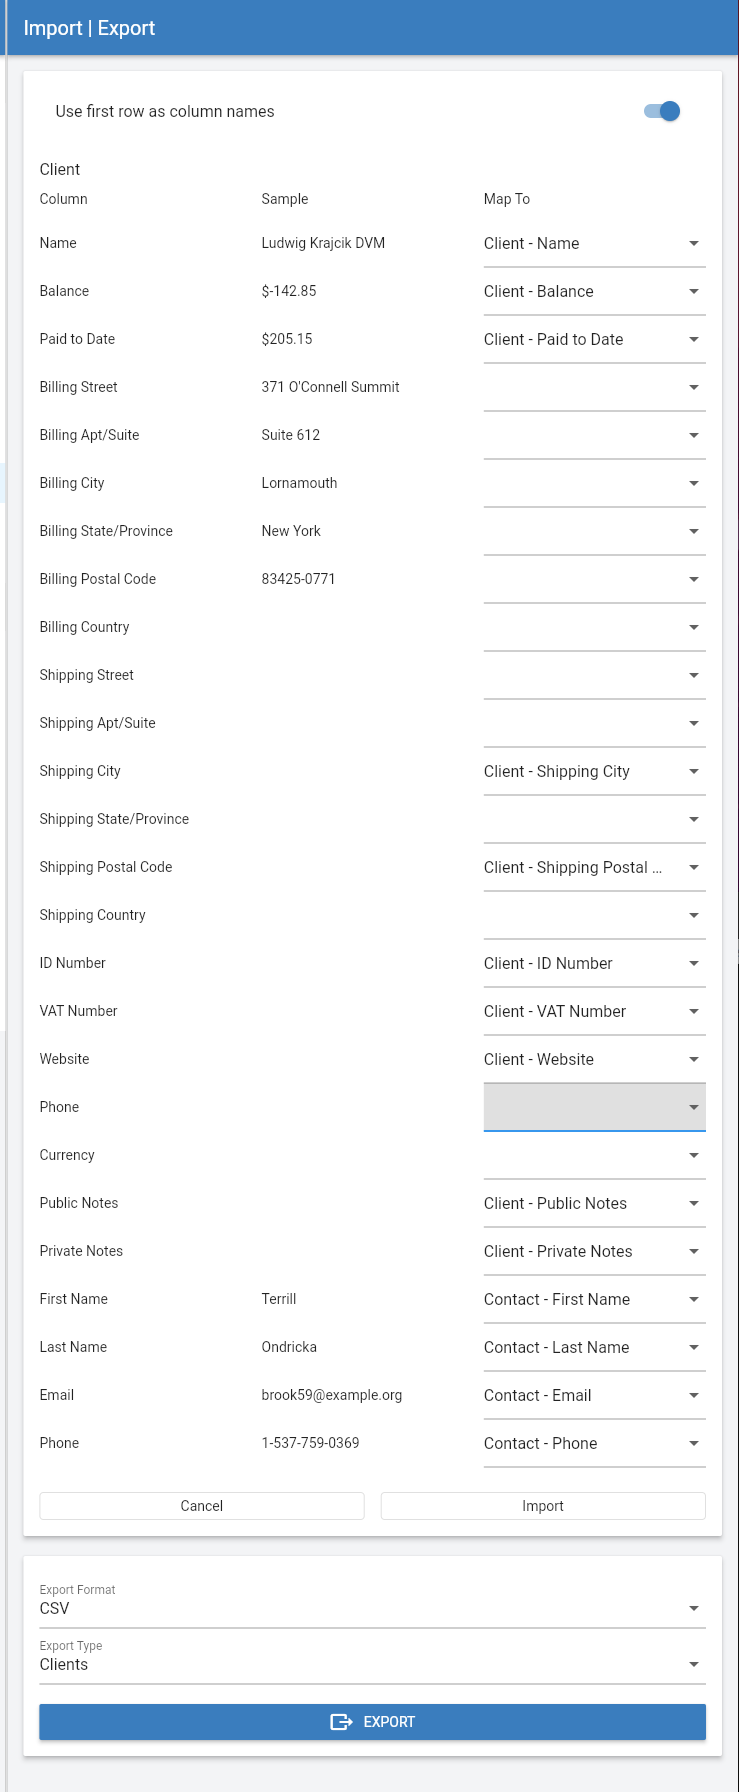 Import | Export
Use first row as column names
Client
Column Sample Map To
Name Ludwig Krajcik DVM Client - Name
Balance $-142.85 Client - Balance
Paid to Date $205.15 Client - Paid to Date
Billing Street 371 O'Connell Summit
Billing Apt/Suite Suite 612
Billing City Lornamouth
Billing State/Province New York
Billing Postal Code 83425-0771
Billing Country
Shipping Street
Shipping Apt/Suite
Shipping City Client - Shipping City
Shipping State/Province
Shipping Postal Code Client - Shipping Postal ...
Shipping Country
ID Number Client - ID Number
VAT Number Client - VAT Number
Website Client - Website
Phone
Currency
Public Notes Client - Public Notes
Private Notes Client - Private Notes
First Name Terrill Contact - First Name
Last Name Ondricka Contact - Last Name
Email brook59@example.org Contact - Email
Phone 1-537-759-0369 Contact - Phone
Cancel Import
Export Format
CSV
Export Type
Clients
EXPORT